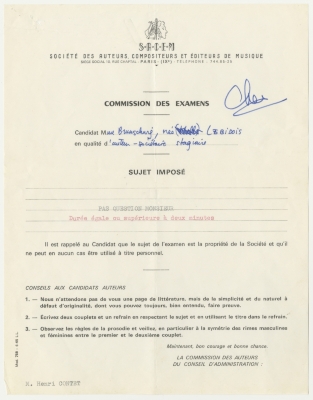 S·A·C·E·M
SOCIÉTÉ DES AUTEURS COMPOSITEURS ET ÉDITEURS DE MUSIQUE
COMMISSION DES EXAMENS
Candidat Mme Brunschwig, née
en qualité d'auteur - stagiaire
SUJET IMPOSÉ
PAS QUESTION MONSIEUR
Durée égale ou supérieure à deux minutes
Il est rappelé au Candidat que le sujet de l'examen est la propriété de la Société et qu'il
ne peut en aucun cas être utilisé à titre personnel.
CONSEILS AUX CANDIDATS AUTEURS
1. — Nous n'attendons pas de vous une page de littérature, mais de la simplicité et du naturel à
défaut d'originalité, dont vous pouvez toujours, bien entendu, faire preuve.
2. — Ecrivez deux couplets et un refrain en respectant le sujet et en utilisant le titre dans le refrain.
3. — Observez les règles de la prosodie et veillez, en particulier à la symétrie des rimes masculines
et féminines entre le premier et le deuxième couplet.
Maintenant, bon courage et bonne chance.
LA COMMISSION DES AUTEURS
DU CONSEIL D'ADMINISTRATION :
M. Henri CONTET